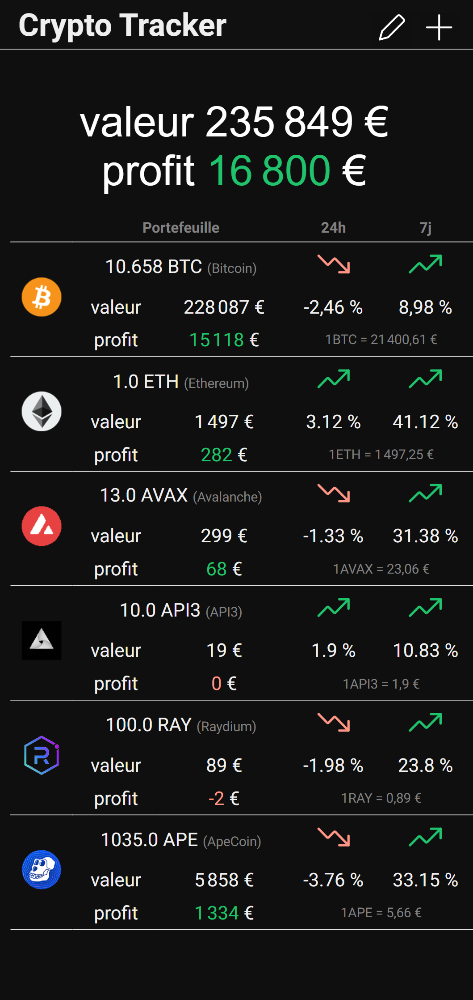 Crypto Tracker
valeur 235 849 €
profit 16 800 €
Portefeuille 24h 7j
10.658 BTC (Bitcoin)
valeur 228 087 € -2,46 % 8,98 %
profit 15 118 € 1BTC = 21 400,61 €
1.0 ETH (Ethereum)
valeur 1 497 € 3.12 % 41.12 %
profit 282 € 1ETH = 1 497,25 €
13.0 AVAX (Avalanche)
valeur 299 € -1.33 % 31.38 %
profit 68 € 1AVAX = 23,06 €
10.0 API3 (API3)
valeur 19 € 1.9 % 10.83 %
profit 0 € 1API3 = 1,9 €
100.0 RAY (Raydium)
valeur 89 € -1.98 % 23.8 %
profit -2 € 1RAY = 0,89 €
1035.0 APE (ApeCoin)
valeur 5 858 € -3.76 % 33.15 %
profit 1 334 € 1APE = 5,66 €